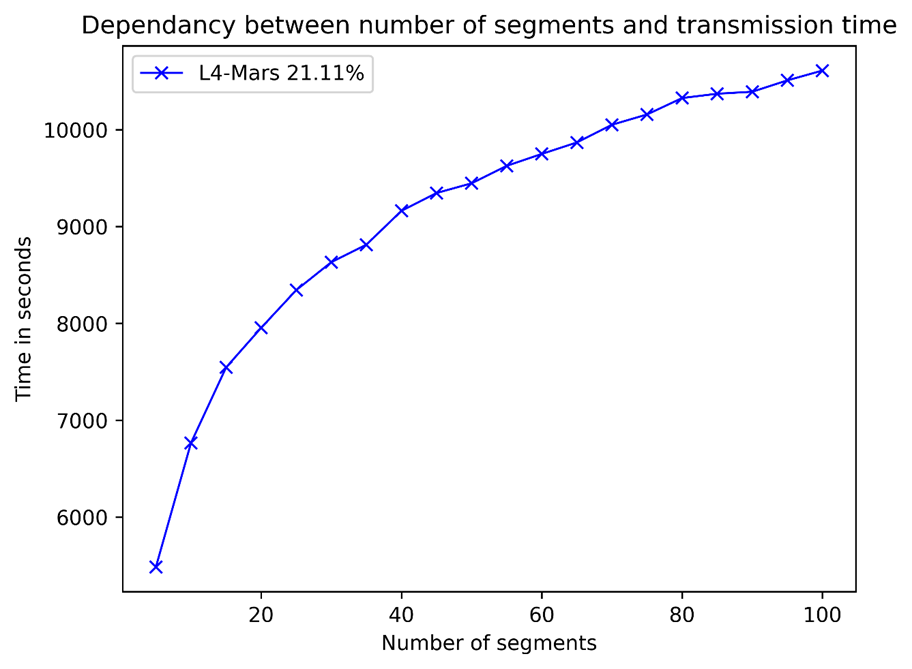 Dependancy between number of segments and transmission time
L4-Mars 21.11%
10000
9000
8000
7000
6000
Time in seconds
20 40 60 80 100
Number of segments